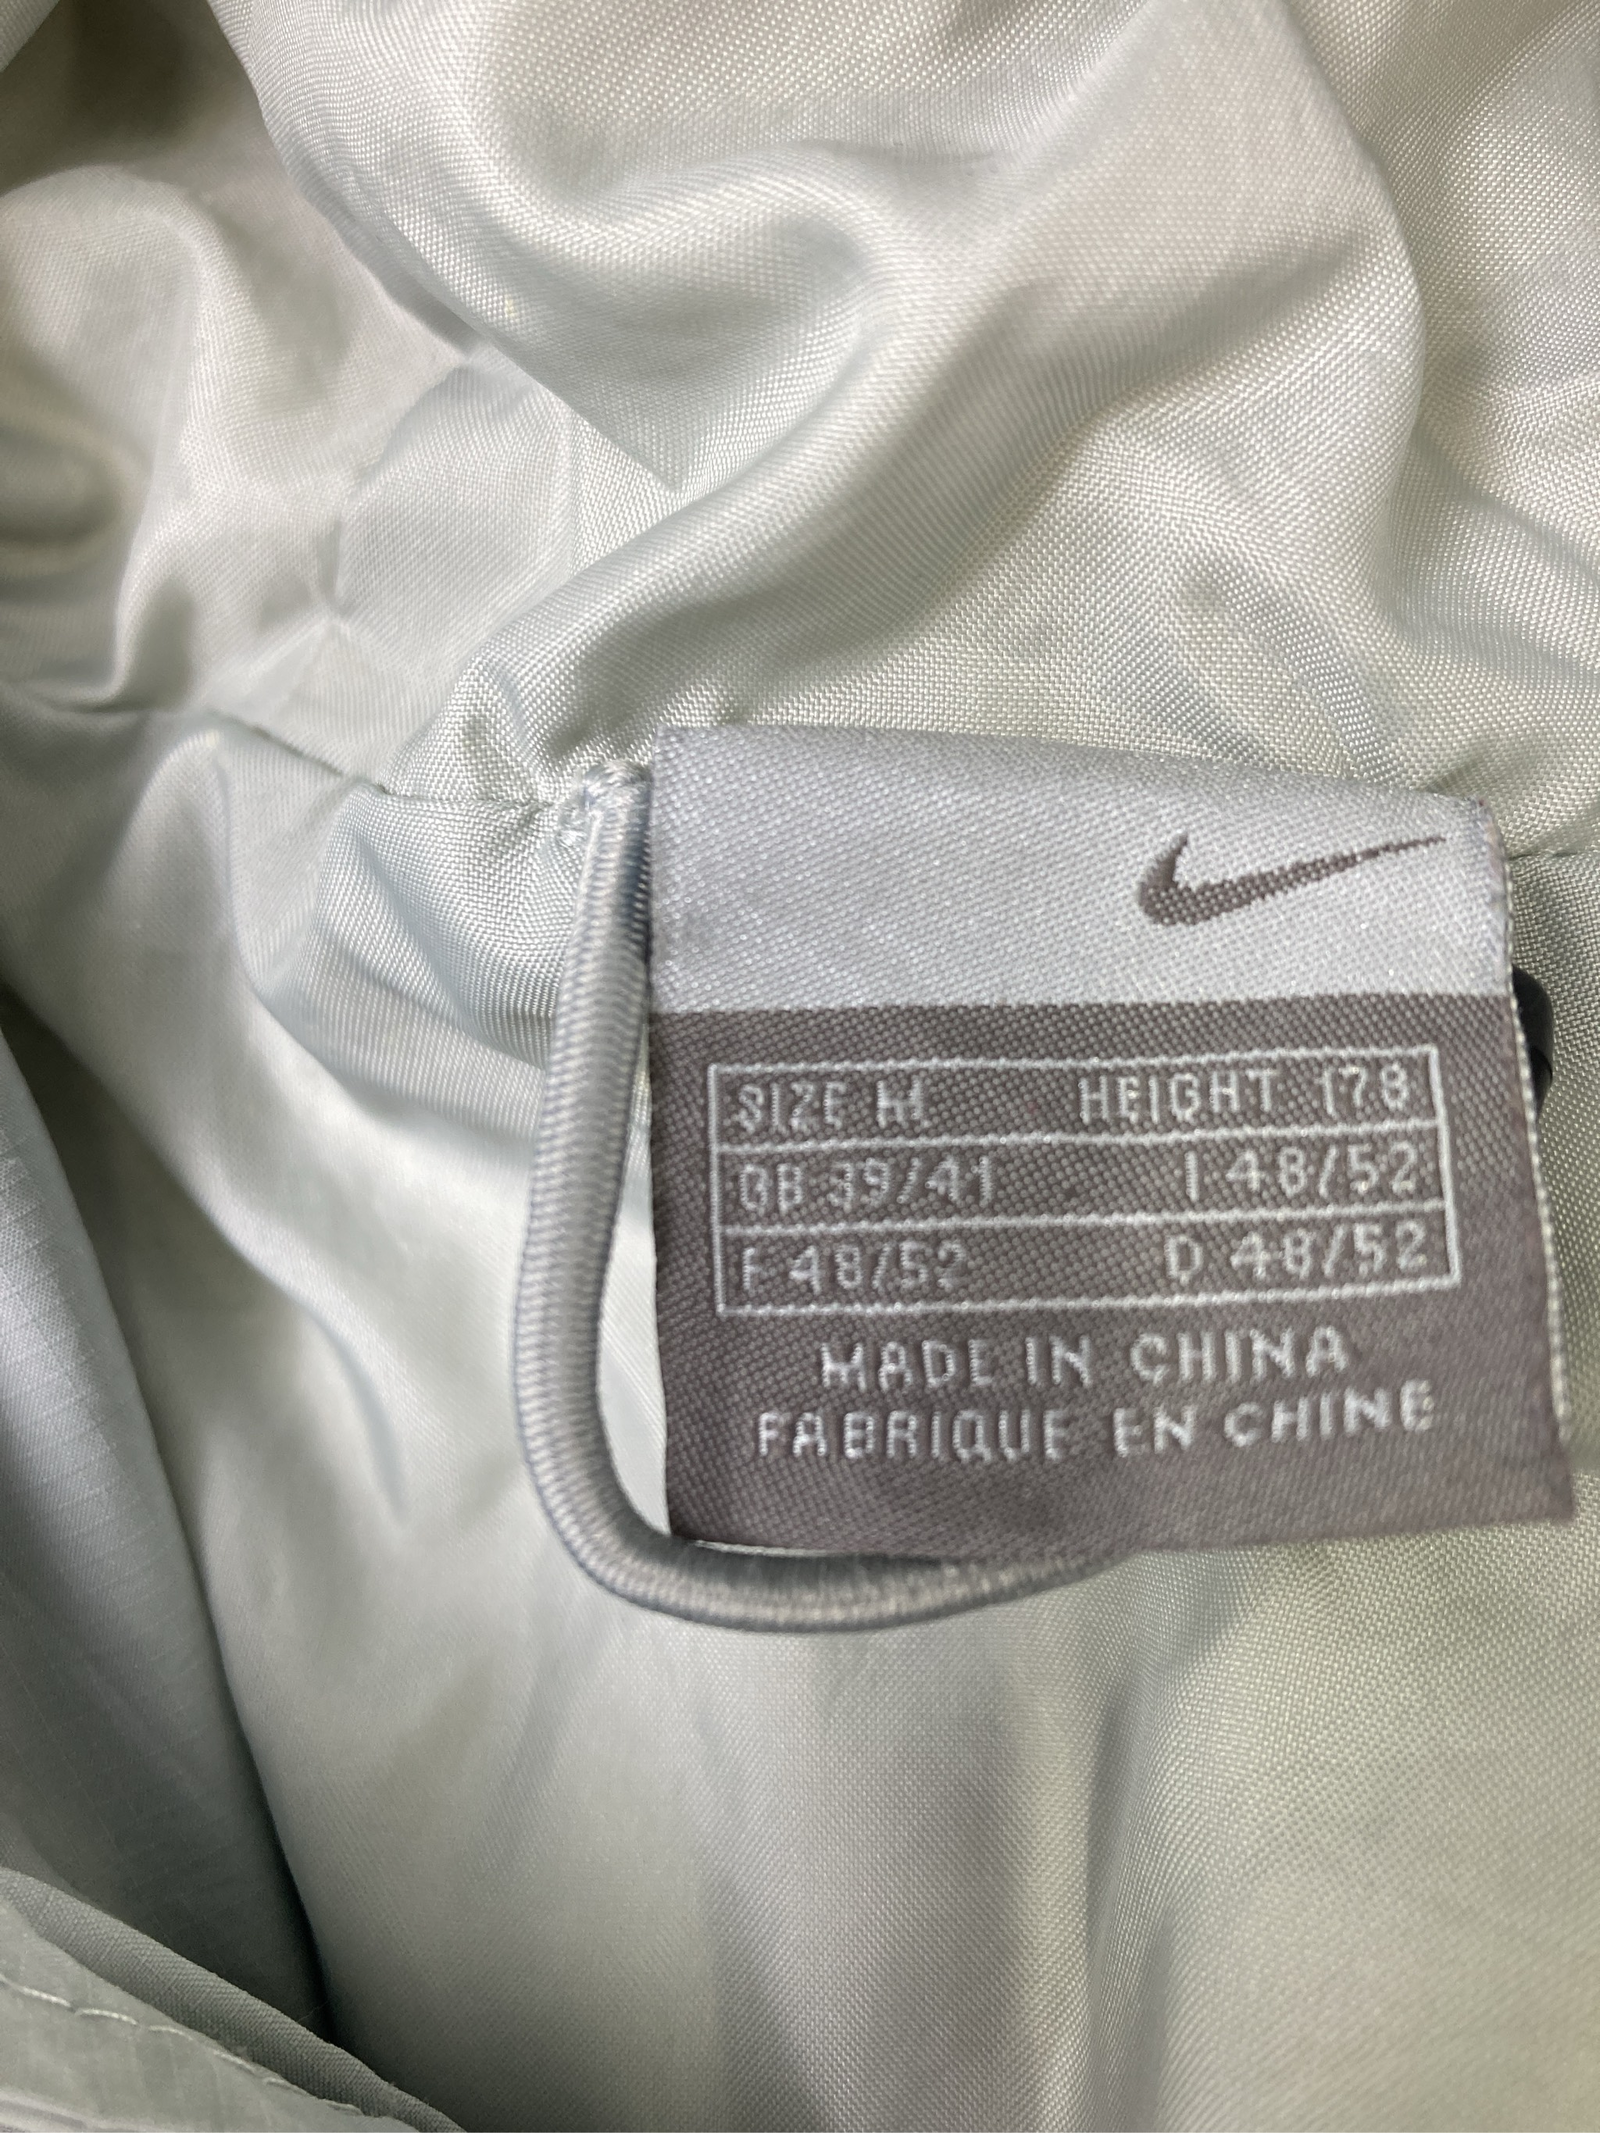 SIZE M HEIGHT 178
GB 39/41 I 48/52
F 48/52 D 48/52
MADE IN CHINA
FABRIQUE EN CHINE